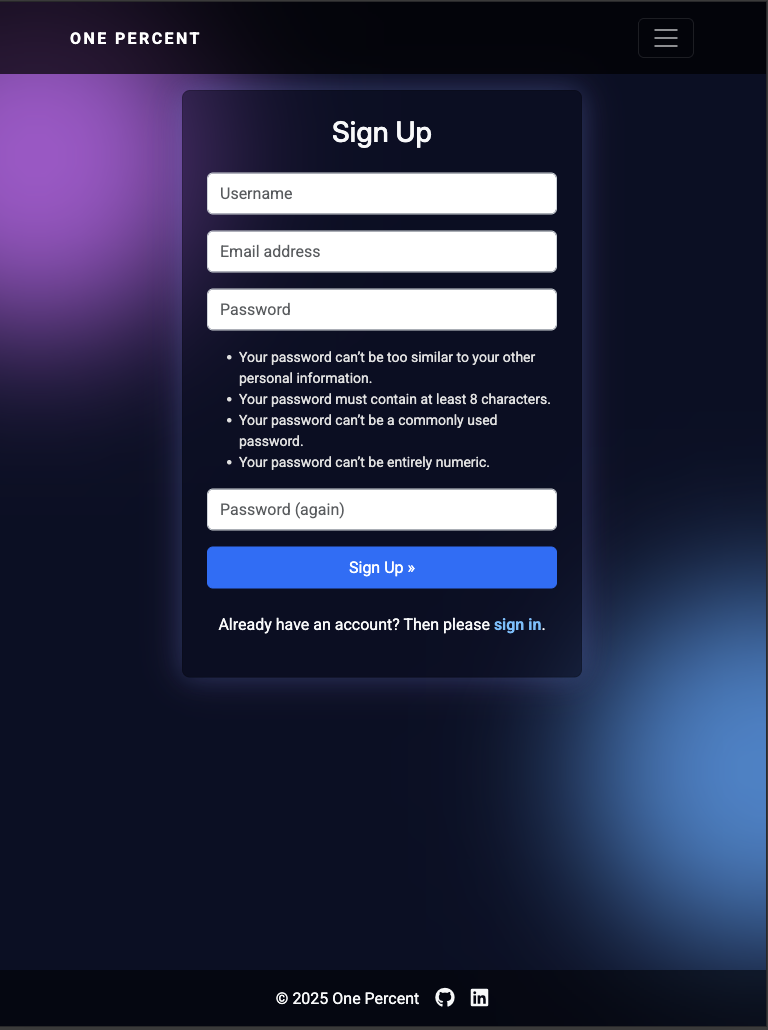 ONE PERCENT
Sign Up
Username
Email address
Password
• Your password can’t be too similar to your other
personal information.
• Your password must contain at least 8 characters.
• Your password can’t be a commonly used
password.
• Your password can’t be entirely numeric.
Password (again)
Sign Up »
Already have an account? Then please sign in.
© 2025 One Percent